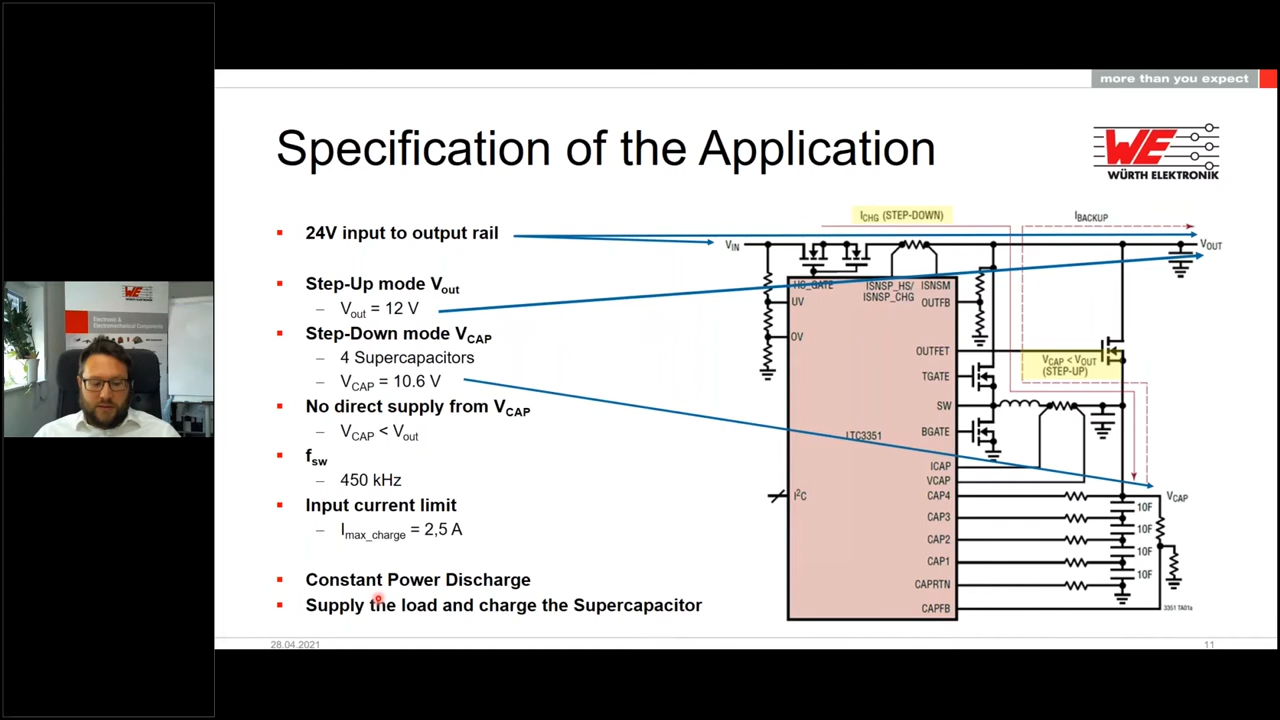 more than you expect
Specification of the Application
WE
WÜRTH ELEKTRONIK
24V input to output rail
Step-Up mode Vout
– Vout = 12 V
Step-Down mode VCAP
– 4 Supercapacitors
– VCAP = 10.6 V
No direct supply from VCAP
– VCAP < Vout
fsw
– 450 kHz
Input current limit
– Imax_charge = 2,5 A
Constant Power Discharge
Supply the load and charge the Supercapacitor
ICHG (STEP-DOWN)
IBACKUP
VIN
VOUT
HS_GATE
ISNSP_HS/
ISNSP_CHG
ISNSM
UV
OUTFB
OV
OUTFET
VCAP < VOUT
(STEP-UP)
TGATE
SW
BGATE
LTC3351
ICAP
VCAP
I2C
CAP4
VCAP
10F
CAP3
10F
CAP2
10F
CAP1
10F
CAPRTN
CAPFB
3351 TA01a
28.04.2021
11